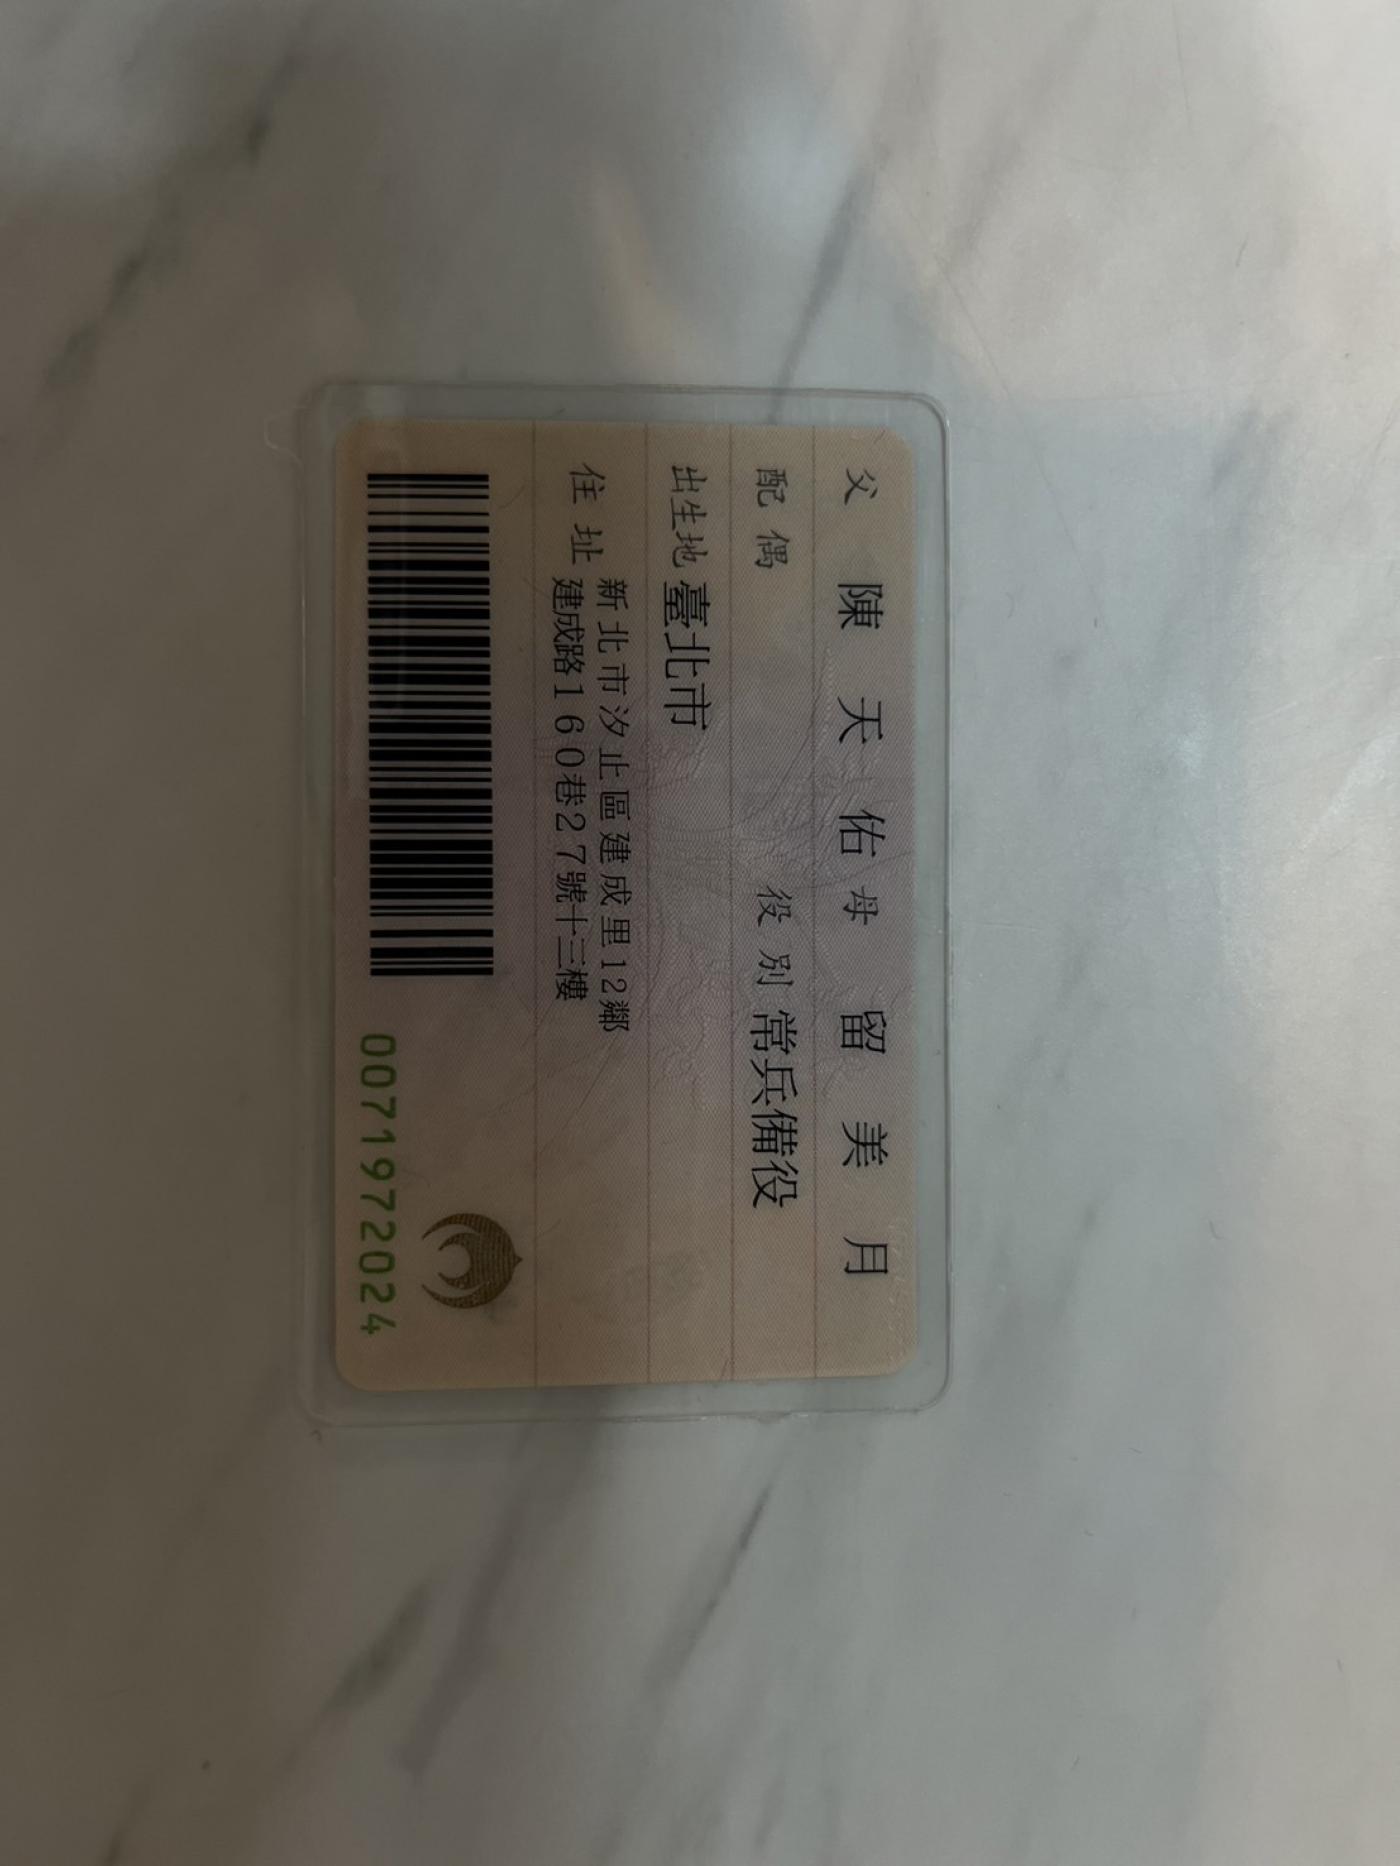 父 陳天佑 母 留美月
配偶 役別 常兵備役
出生地 臺北市
住址 新北市汐止區建成里12鄰
建成路160巷27號十三樓
0071972024